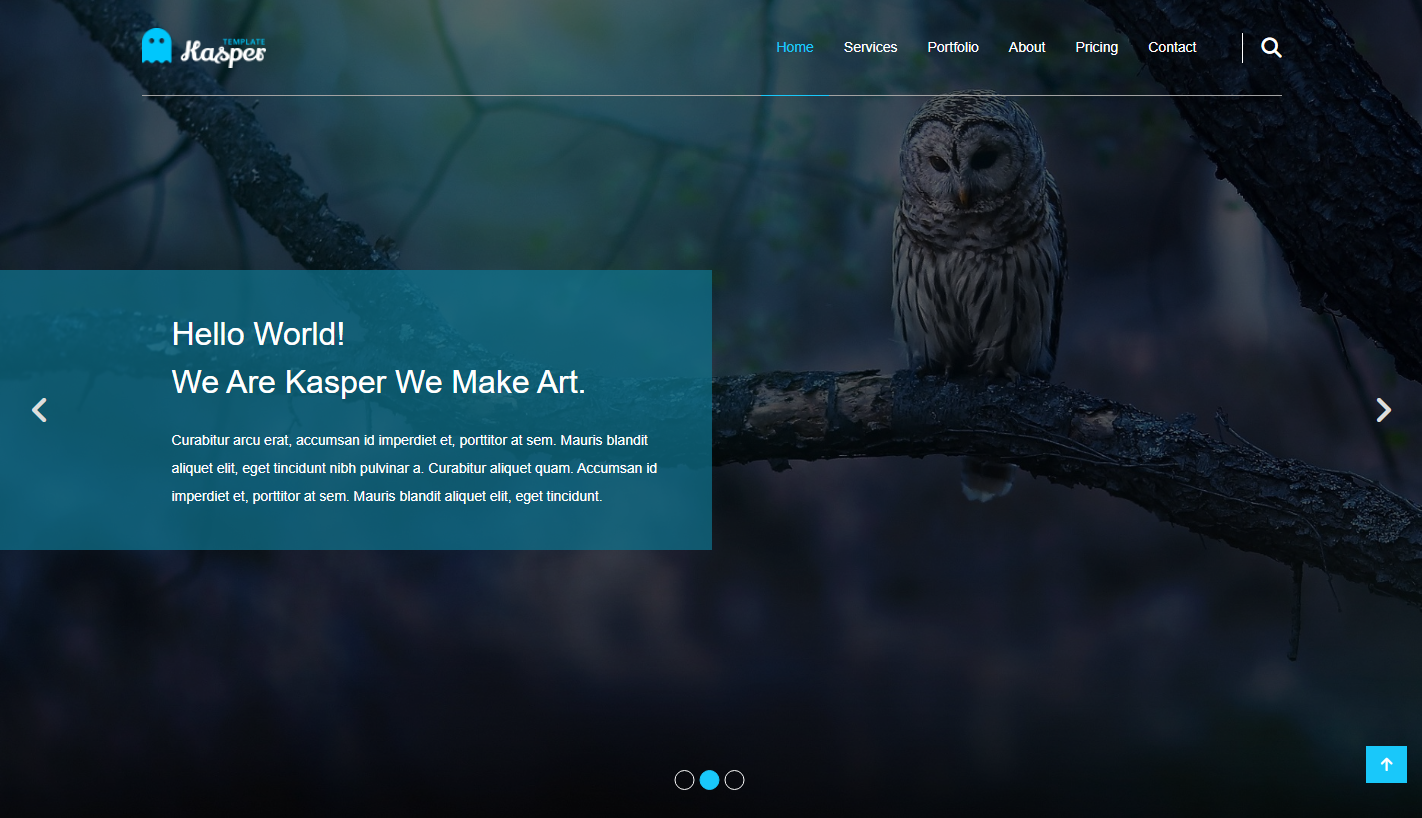 TEMPLATE
Kasper
Home Services Portfolio About Pricing Contact
Hello World!
We Are Kasper We Make Art.
Curabitur arcu erat, accumsan id imperdiet et, porttitor at sem. Mauris blandit
aliquet elit, eget tincidunt nibh pulvinar a. Curabitur aliquet quam. Accumsan id
imperdiet et, porttitor at sem. Mauris blandit aliquet elit, eget tincidunt.